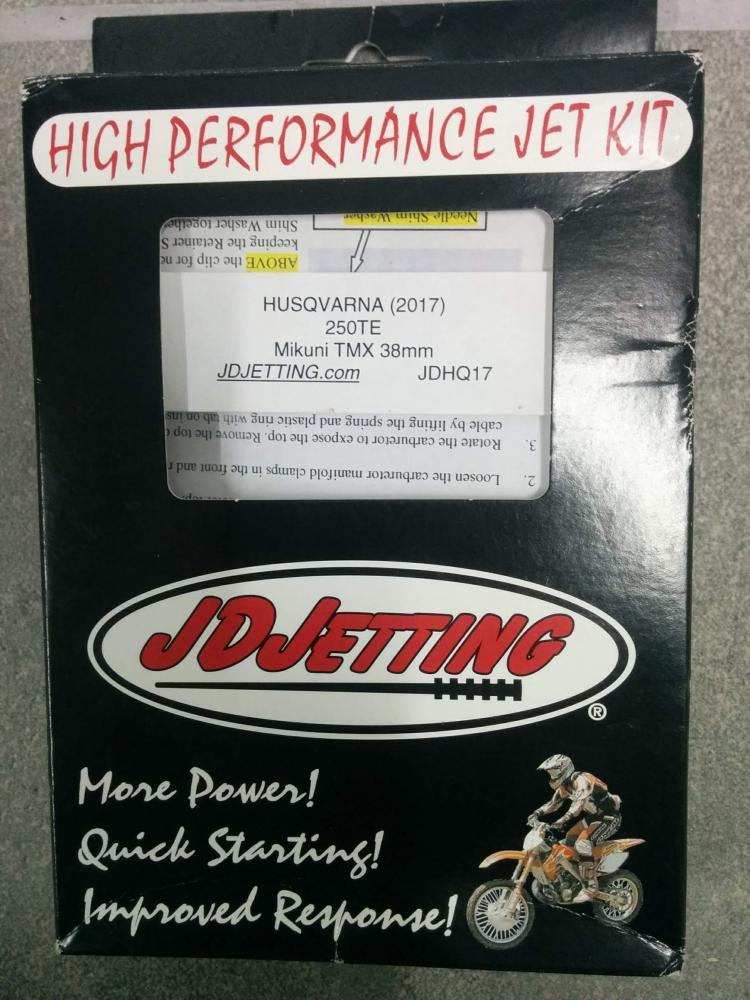 HIGH PERFORMANCE JET KIT
Needle Shim Washer
Shim Washer together
keeping the Retainer S
ABOVE the clip for
HUSQVARNA (2017)
250TE
Mikuni TMX 38mm
JDJETTING.com JDHQ17
3. Rotate the carburetor to expose the top. Remove the top
cable by lifting the spring and plastic ring with tab on
2. Loosen the carburetor manifold clamps in the front and
JDJETTING
®
More Power!
Quick Starting!
Improved Response!